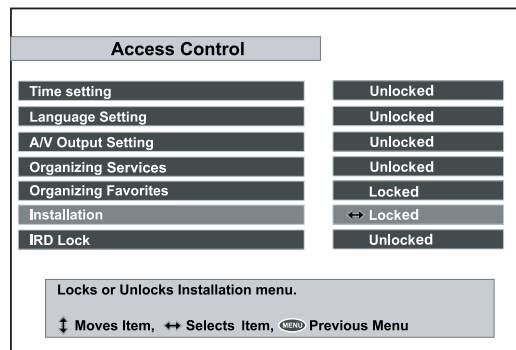 Access Control
Time setting Unlocked
Language Setting Unlocked
A/V Output Setting Unlocked
Organizing Services Unlocked
Organizing Favorites Locked
Installation Locked
IRD Lock Unlocked
Locks or Unlocks Installation menu.
Moves Item, Selects Item, MENU Previous Menu